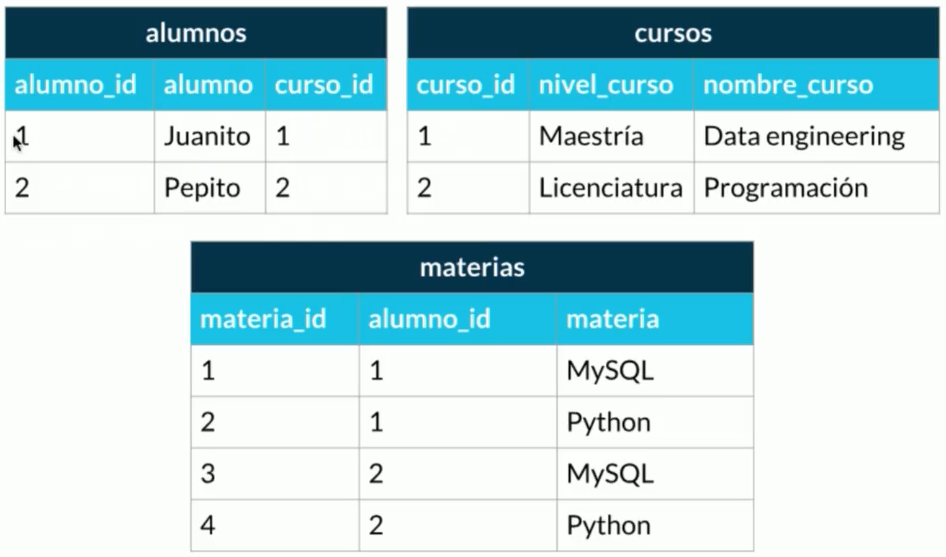 alumnos
alumno_id alumno curso_id
1 Juanito 1
2 Pepito 2
cursos
curso_id nivel_curso nombre_curso
1 Maestría Data engineering
2 Licenciatura Programación
materias
materia_id alumno_id materia
1 1 MySQL
2 1 Python
3 2 MySQL
4 2 Python